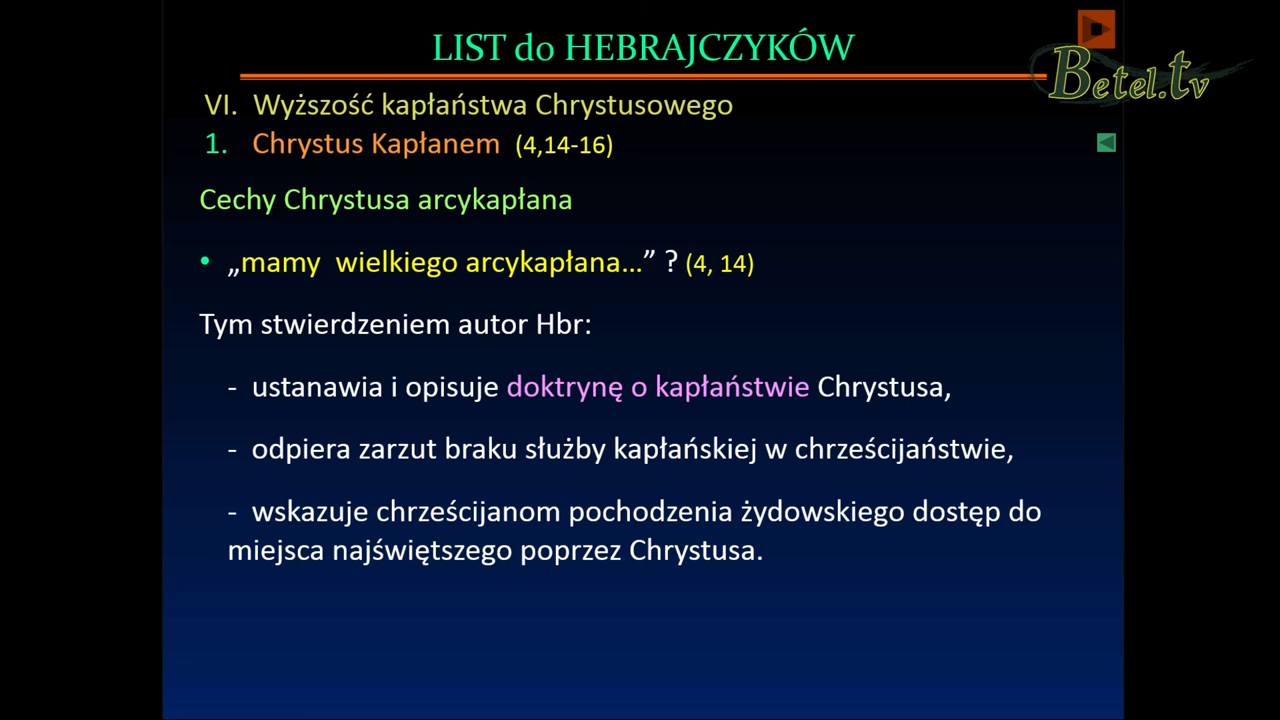 LIST do HEBRAJCZYKÓW
Betel.tv
VI. Wyższość kapłaństwa Chrystusowego
1. Chrystus Kapłanem (4,14-16)
Cechy Chrystusa arcykapłana
• „mamy wielkiego arcykapłana…” ? (4, 14)
Tym stwierdzeniem autor Hbr:
- ustanawia i opisuje doktrynę o kapłaństwie Chrystusa,
- odpiera zarzut braku służby kapłańskiej w chrześcijaństwie,
- wskazuje chrześcijanom pochodzenia żydowskiego dostęp do
miejsca najświętszego poprzez Chrystusa.